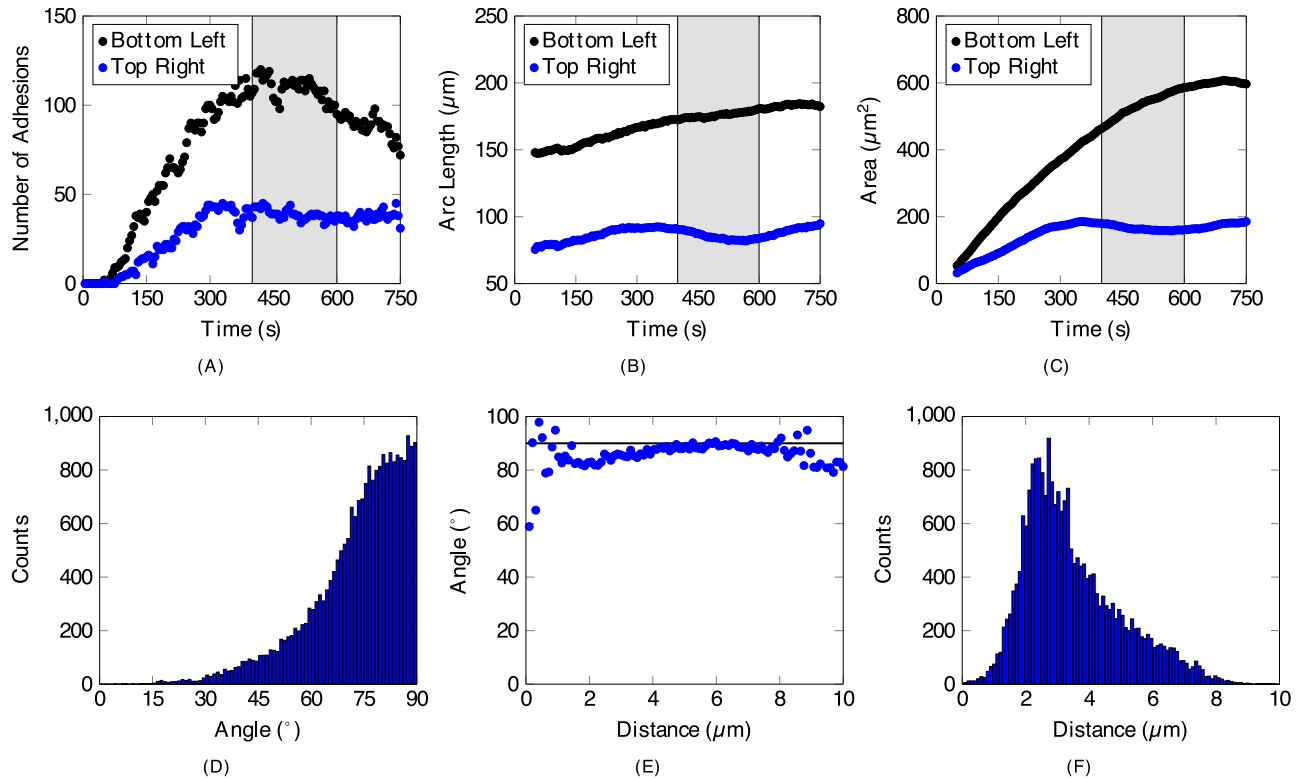 150
100
50
0
Number of Adhesions
Bottom Left
Top Right
0 150 300 450 600 750
Time (s)
(A)
250
200
150
100
50
Arc Length (µm)
Bottom Left
Top Right
0 150 300 450 600 750
Time (s)
(B)
800
600
400
200
0
Area (µm²)
Bottom Left
Top Right
0 150 300 450 600 750
Time (s)
(C)
1,000
800
600
400
200
0
Counts
0 15 30 45 60 75 90
Angle (°)
(D)
100
80
60
40
20
0
Angle (°)
0 2 4 6 8 10
Distance (µm)
(E)
1,000
800
600
400
200
0
Counts
0 2 4 6 8 10
Distance (µm)
(F)